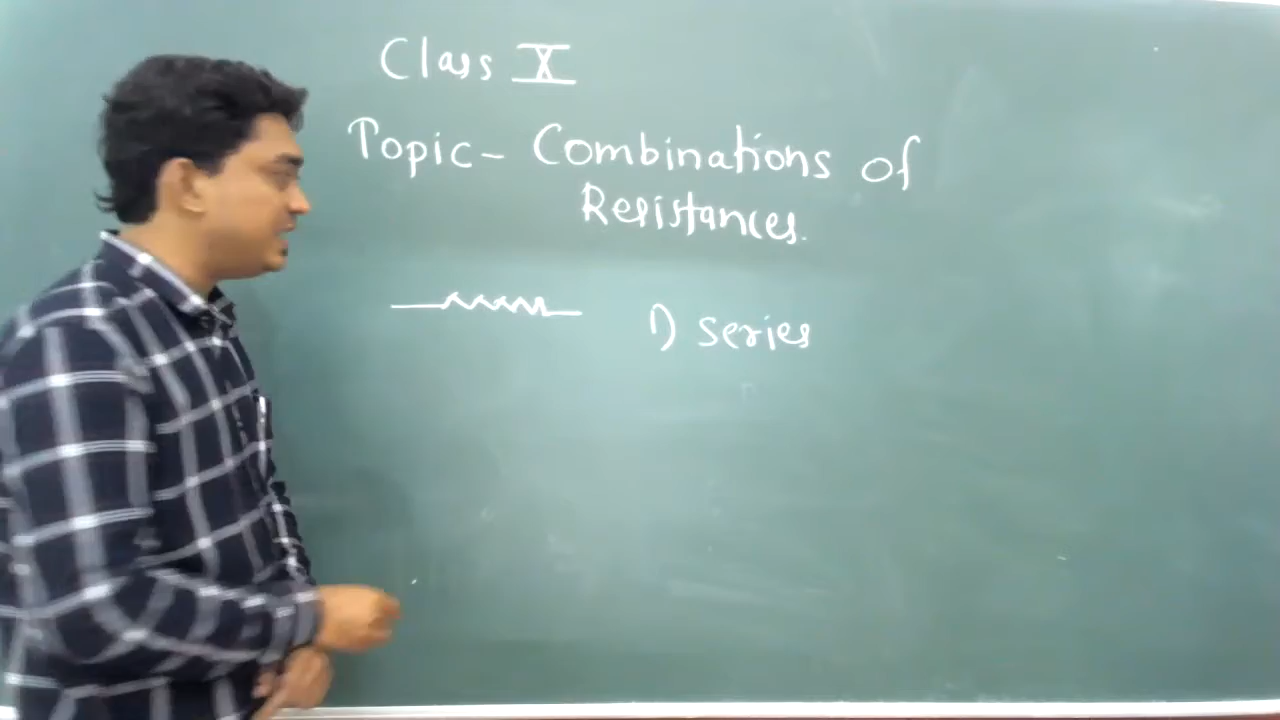 Class X
Topic- Combinations of
Resistances.
1) series